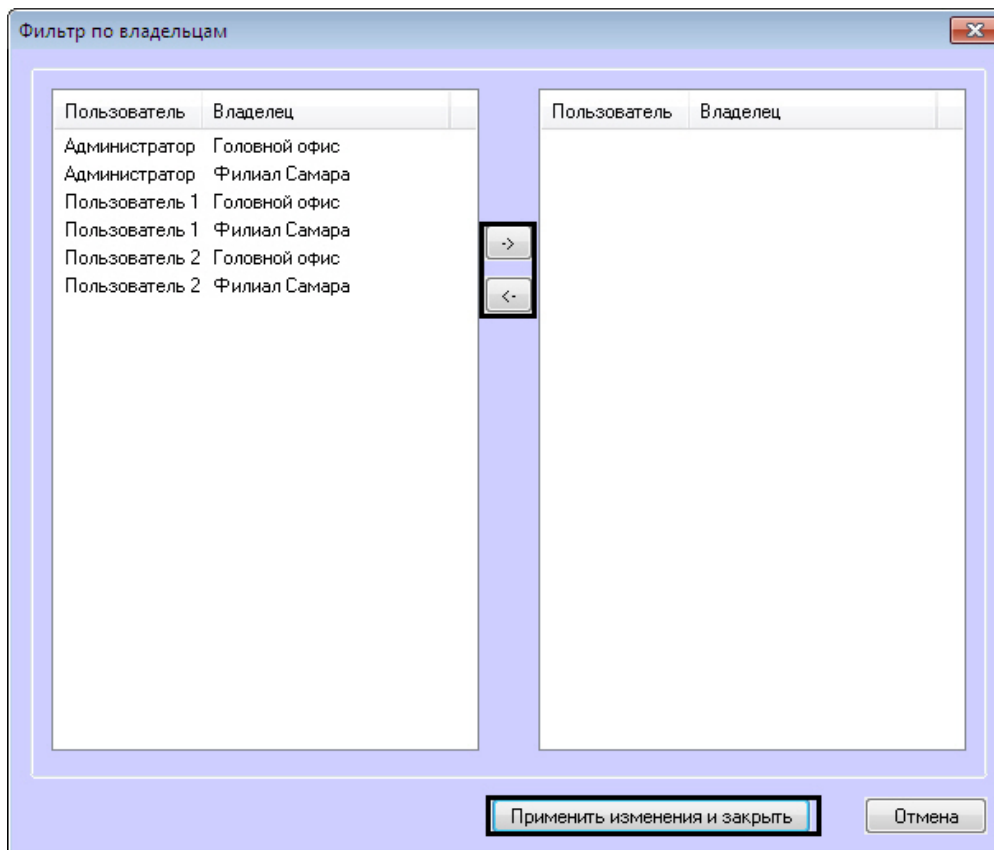 Фильтр по владельцам
Пользователь Владелец
Администратор Головной офис
Администратор Филиал Самара
Пользователь 1 Головной офис
Пользователь 1 Филиал Самара
Пользователь 2 Головной офис
Пользователь 2 Филиал Самара
->
<-
Пользователь Владелец
Применить изменения и закрыть
Отмена